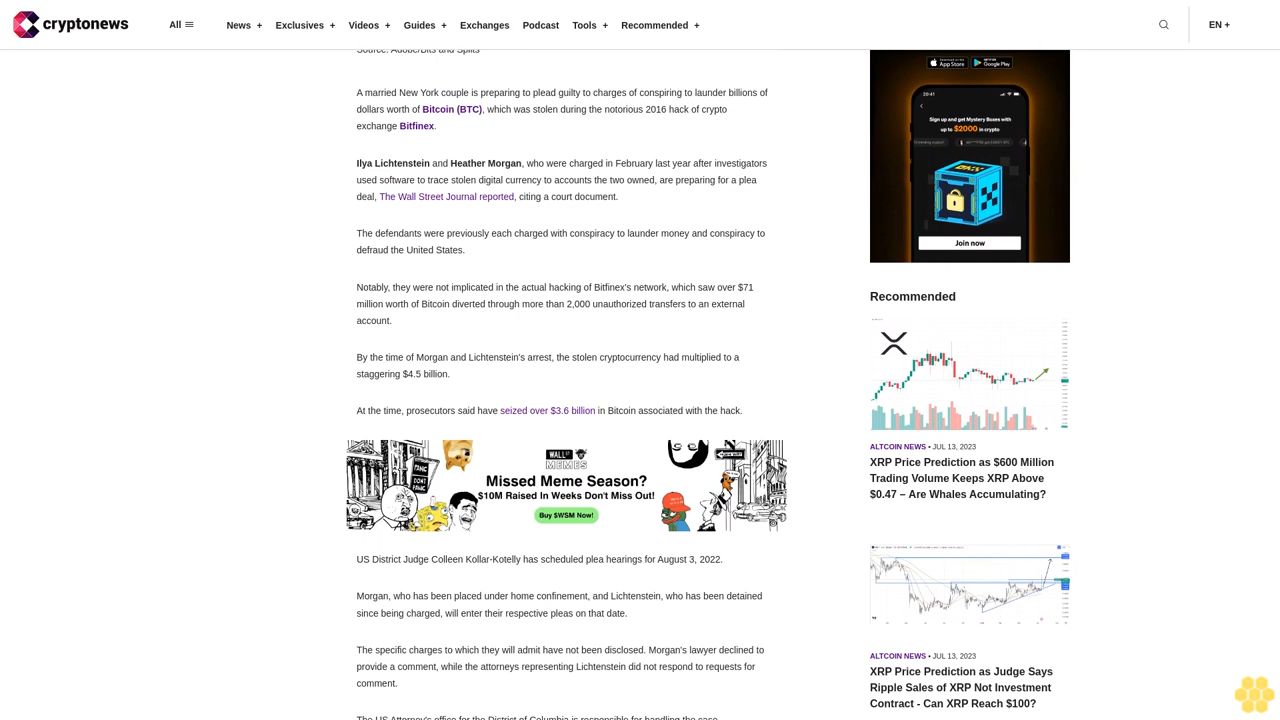 cryptonews
All
News +
Exclusives +
Videos +
Guides +
Exchanges
Podcast
Tools +
Recommended +
EN +
Source: Adobe/Bits and Splits
A married New York couple is preparing to plead guilty to charges of conspiring to launder billions of
dollars worth of Bitcoin (BTC), which was stolen during the notorious 2016 hack of crypto
exchange Bitfinex.
Ilya Lichtenstein and Heather Morgan, who were charged in February last year after investigators
used software to trace stolen digital currency to accounts the two owned, are preparing for a plea
deal, The Wall Street Journal reported, citing a court document.
The defendants were previously each charged with conspiracy to launder money and conspiracy to
defraud the United States.
Notably, they were not implicated in the actual hacking of Bitfinex's network, which saw over $71
million worth of Bitcoin diverted through more than 2,000 unauthorized transfers to an external
account.
By the time of Morgan and Lichtenstein's arrest, the stolen cryptocurrency had multiplied to a
staggering $4.5 billion.
At the time, prosecutors said have seized over $3.6 billion in Bitcoin associated with the hack.
PANIC
DON'T
PANIC
WALL ST
MEMES
Missed Meme Season?
$10M Raised In Weeks Don't Miss Out!
Buy $WSM Now!
US District Judge Colleen Kollar-Kotelly has scheduled plea hearings for August 3, 2022.
Morgan, who has been placed under home confinement, and Lichtenstein, who has been detained
since being charged, will enter their respective pleas on that date.
The specific charges to which they will admit have not been disclosed. Morgan's lawyer declined to
provide a comment, while the attorneys representing Lichtenstein did not respond to requests for
comment.
The US Attorney's office for the District of Columbia is responsible for handling the case.
App Store
Google Play
20:41
Sign up and get Mystery Boxes with
up to $2000 in crypto
Join now
Recommended
ALTCOIN NEWS • JUL 13, 2023
XRP Price Prediction as $600 Million
Trading Volume Keeps XRP Above
$0.47 – Are Whales Accumulating?
ALTCOIN NEWS • JUL 13, 2023
XRP Price Prediction as Judge Says
Ripple Sales of XRP Not Investment
Contract - Can XRP Reach $100?